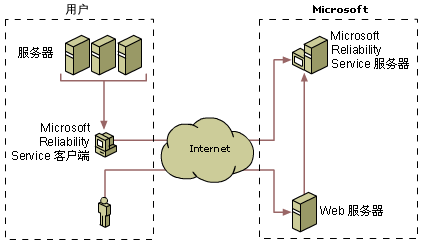 用户
服务器
Microsoft
Reliability
Service 客户端
Internet
Microsoft
Microsoft
Reliability
Service 服务器
Web 服务器